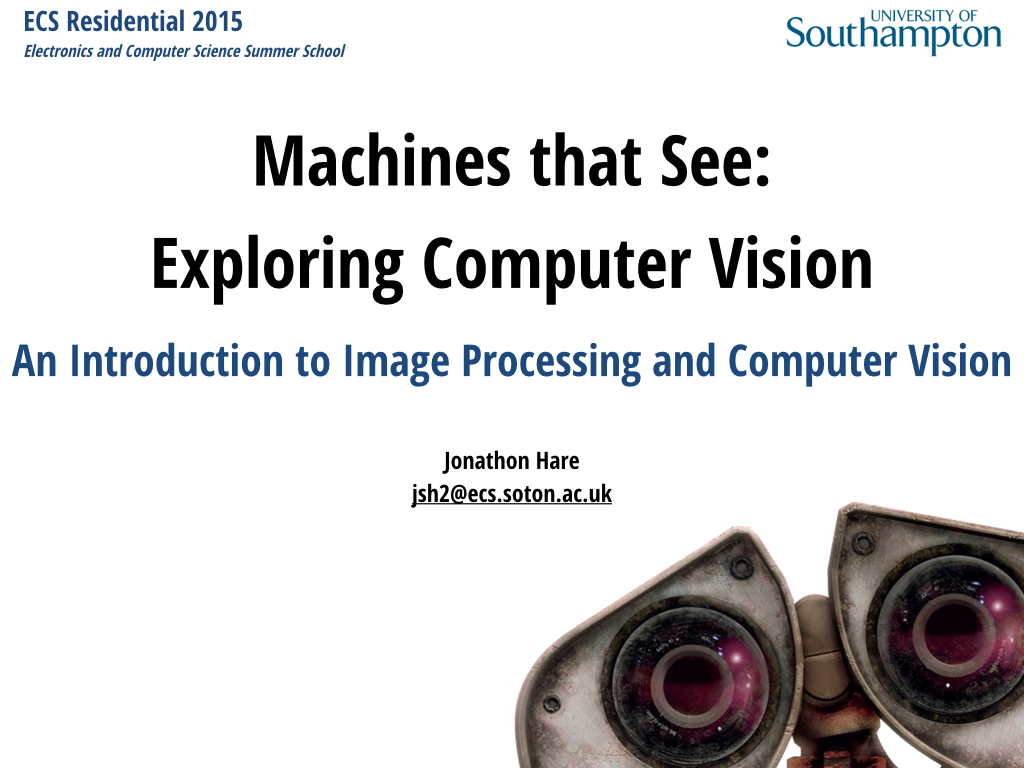 ECS Residential 2015
Electronics and Computer Science Summer School
UNIVERSITY OF
Southampton
Machines that See:
Exploring Computer Vision
An Introduction to Image Processing and Computer Vision
Jonathon Hare
jsh2@ecs.soton.ac.uk